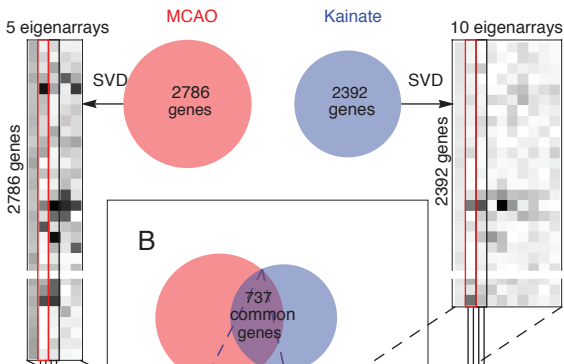 MCAO
Kainate
5 eigenarrays
10 eigenarrays
SVD
2786
genes
2392
genes
SVD
2786 genes
2392 genes
B
737
common
genes